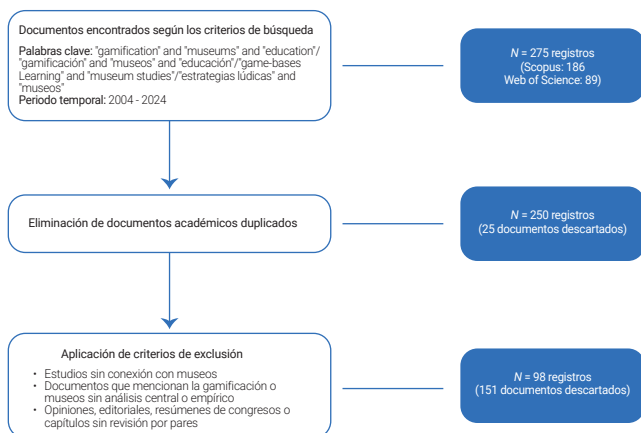 Documentos encontrados según los criterios de búsqueda
Palabras clave: "gamification" and "museums" and "education"/
"gamificación" and "museos" and "educación"/"game-bases
Learning" and "museum studies"/"estrategias lúdicas" and
"museos"
Período temporal: 2004 - 2024
N = 275 registros
(Scopus: 186
Web of Science: 89)
Eliminación de documentos académicos duplicados
N = 250 registros
(25 documentos descartados)
Aplicación de criterios de exclusión
• Estudios sin conexión con museos
• Documentos que mencionan la gamificación o
museos sin análisis central o empírico
• Opiniones, editoriales, resúmenes de congresos o
capítulos sin revisión por pares
N = 98 registros
(151 documentos descartados)